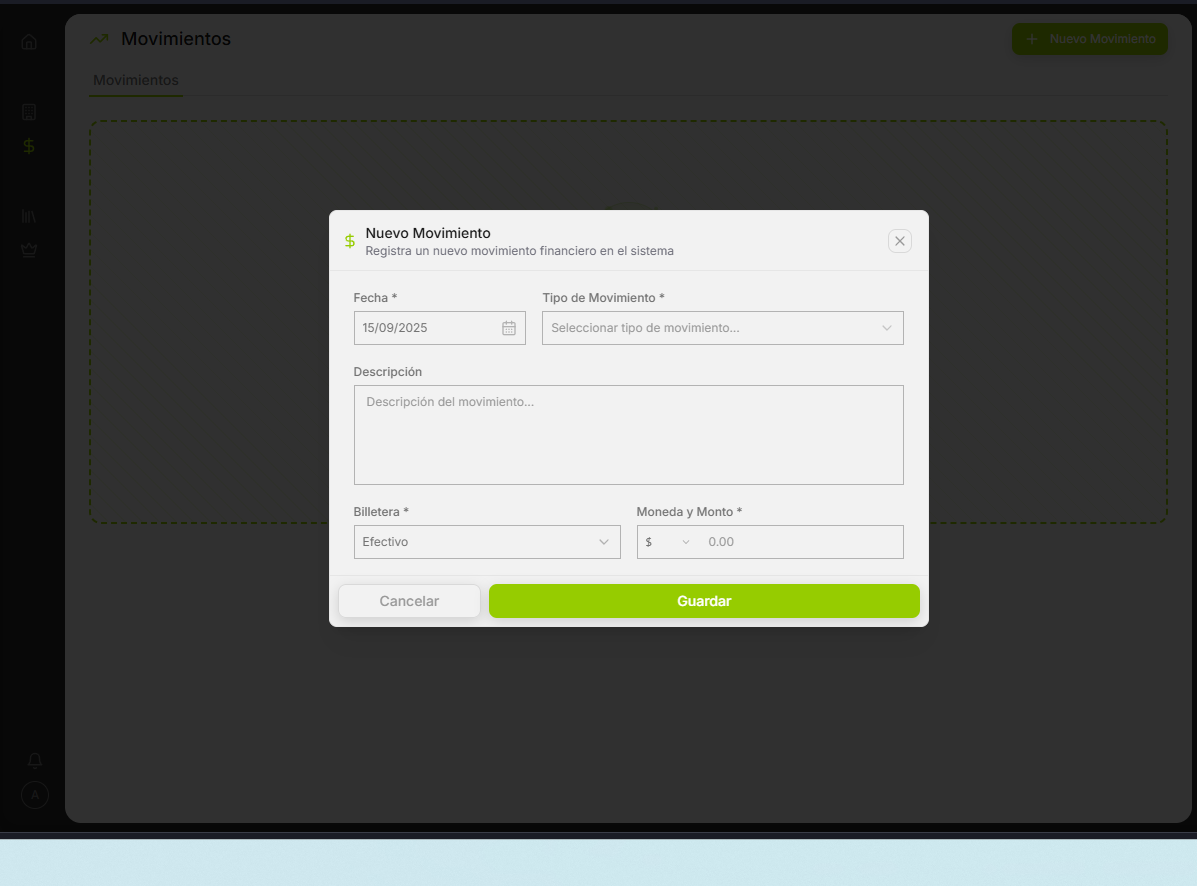 Movimientos
Nuevo Movimiento
Movimientos
$
$ Nuevo Movimiento
Registra un nuevo movimiento financiero en el sistema
Fecha * Tipo de Movimiento *
15/09/2025 Seleccionar tipo de movimiento...
Descripción
Descripción del movimiento...
Billetera * Moneda y Monto *
Efectivo $ 0.00
Cancelar Guardar
A